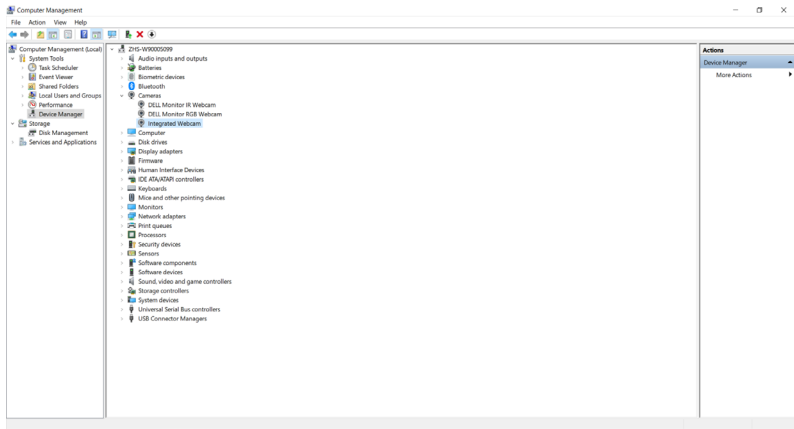 Computer Management
File Action View Help
Computer Management (Local)
System Tools
Task Scheduler
Event Viewer
Shared Folders
Local Users and Groups
Performance
Device Manager
Storage
Disk Management
Services and Applications
ZHS-W90005099
Audio inputs and outputs
Batteries
Biometric devices
Bluetooth
Cameras
DELL Monitor IR Webcam
DELL Monitor RGB Webcam
Integrated Webcam
Computer
Disk drives
Display adapters
Firmware
Human Interface Devices
IDE ATA/ATAPI controllers
Keyboards
Mice and other pointing devices
Monitors
Network adapters
Print queues
Processors
Security devices
Sensors
Software components
Software devices
Sound, video and game controllers
Storage controllers
System devices
Universal Serial Bus controllers
USB Connector Managers
Actions
Device Manager
More Actions